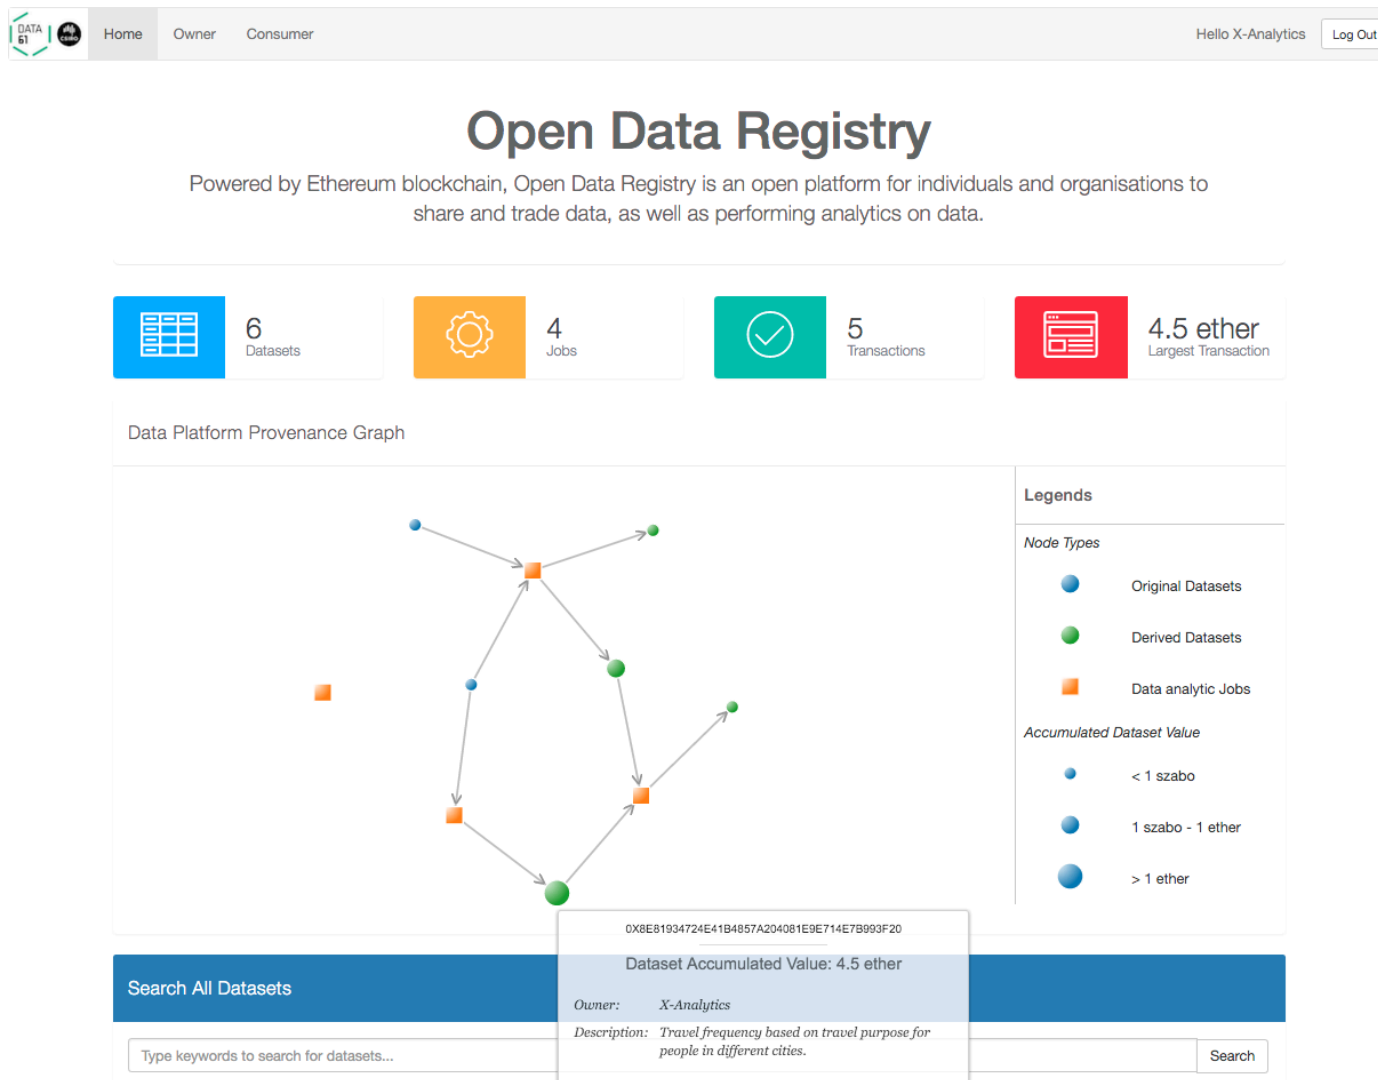 DATA
61
CSIRO
Home
Owner
Consumer
Hello X-Analytics
Log Out
Open Data Registry
Powered by Ethereum blockchain, Open Data Registry is an open platform for individuals and organisations to
share and trade data, as well as performing analytics on data.
6
Datasets
4
Jobs
5
Transactions
4.5 ether
Largest Transaction
Data Platform Provenance Graph
Legends
Node Types
Original Datasets
Derived Datasets
Data analytic Jobs
Accumulated Dataset Value
< 1 szabo
1 szabo - 1 ether
> 1 ether
0X8E81934724E41B4857A204081E9E714E7B993F20
Dataset Accumulated Value: 4.5 ether
Owner: X-Analytics
Description: Travel frequency based on travel purpose for
people in different cities.
Search All Datasets
Type keywords to search for datasets...
Search